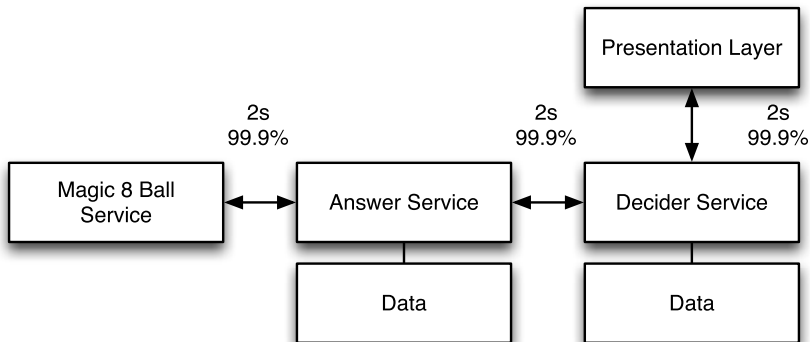 Presentation Layer
2s
99.9%
2s
99.9%
2s
99.9%
Magic 8 Ball
Service
Answer Service
Decider Service
Data
Data